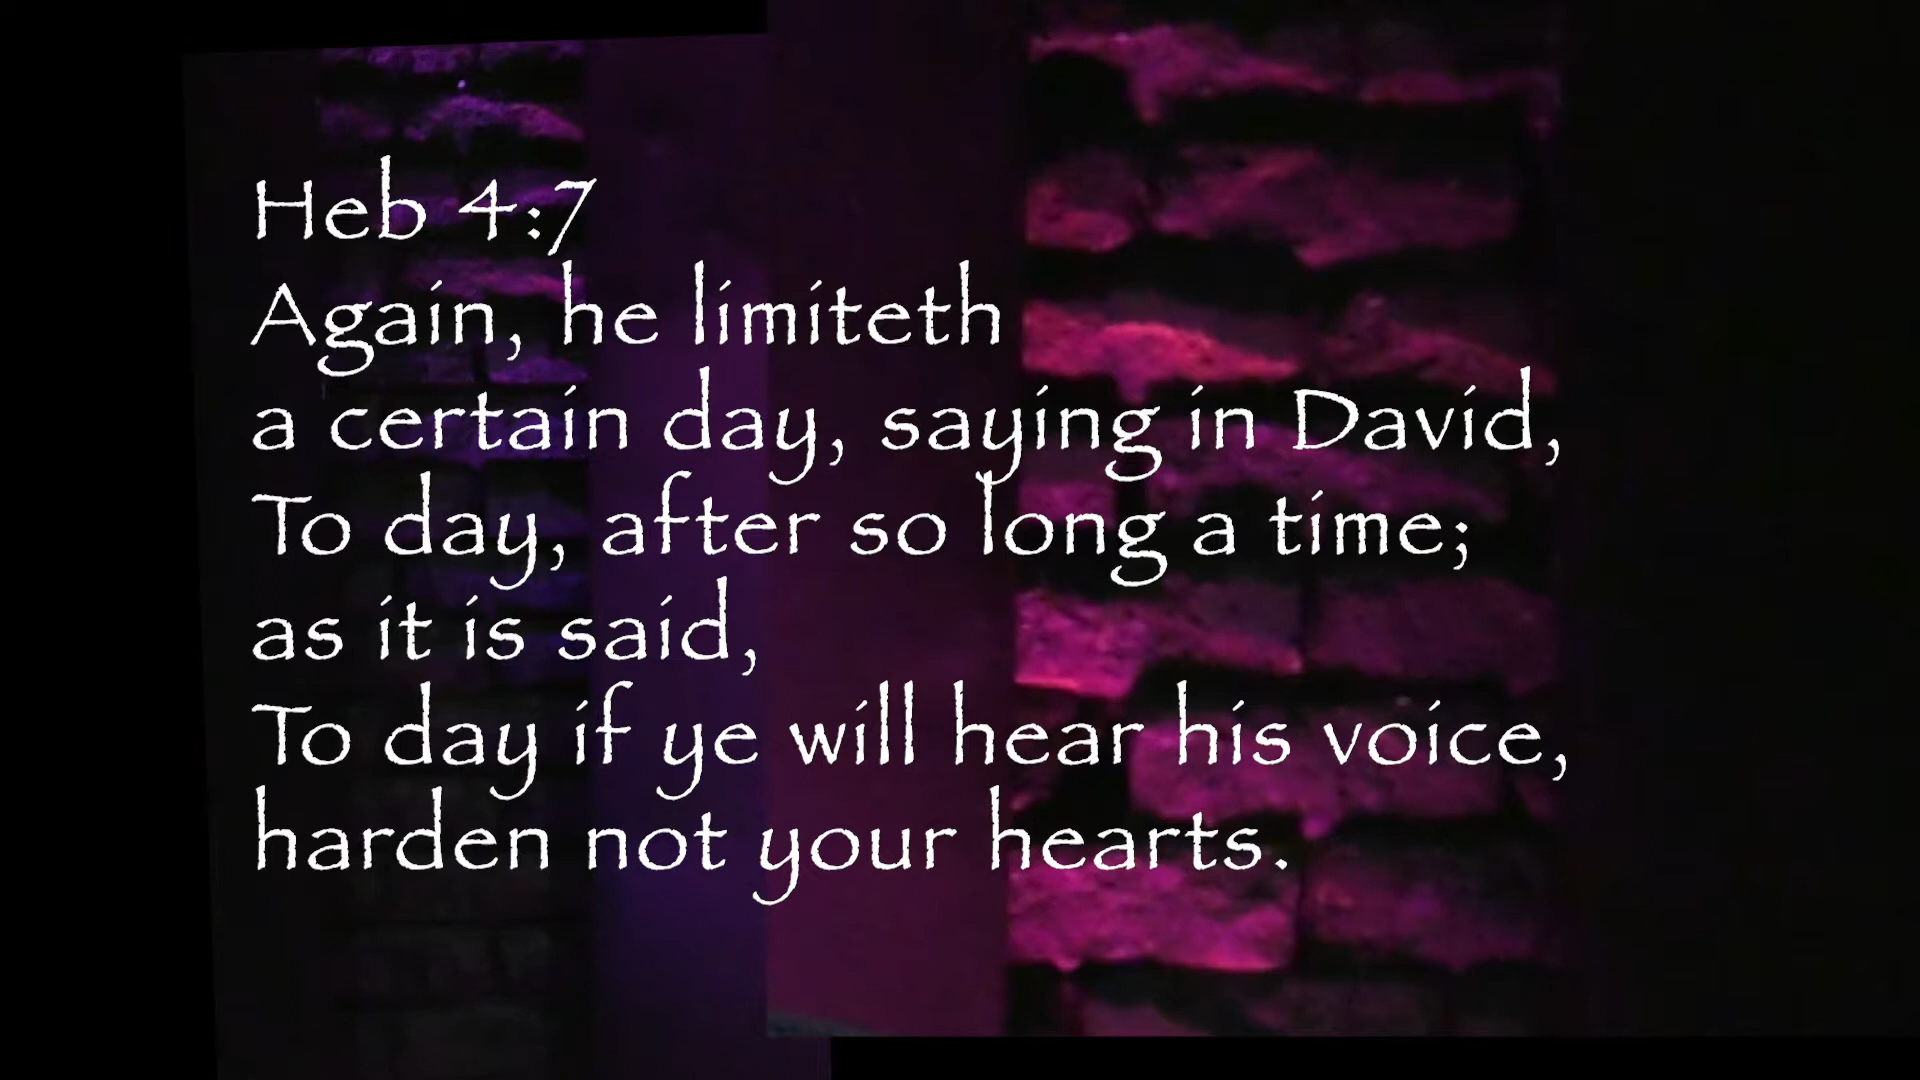 Heb 4:7
Again, he limiteth
a certain day, saying in David,
To day, after so long a time;
as it is said,
To day if ye will hear his voice,
harden not your hearts.